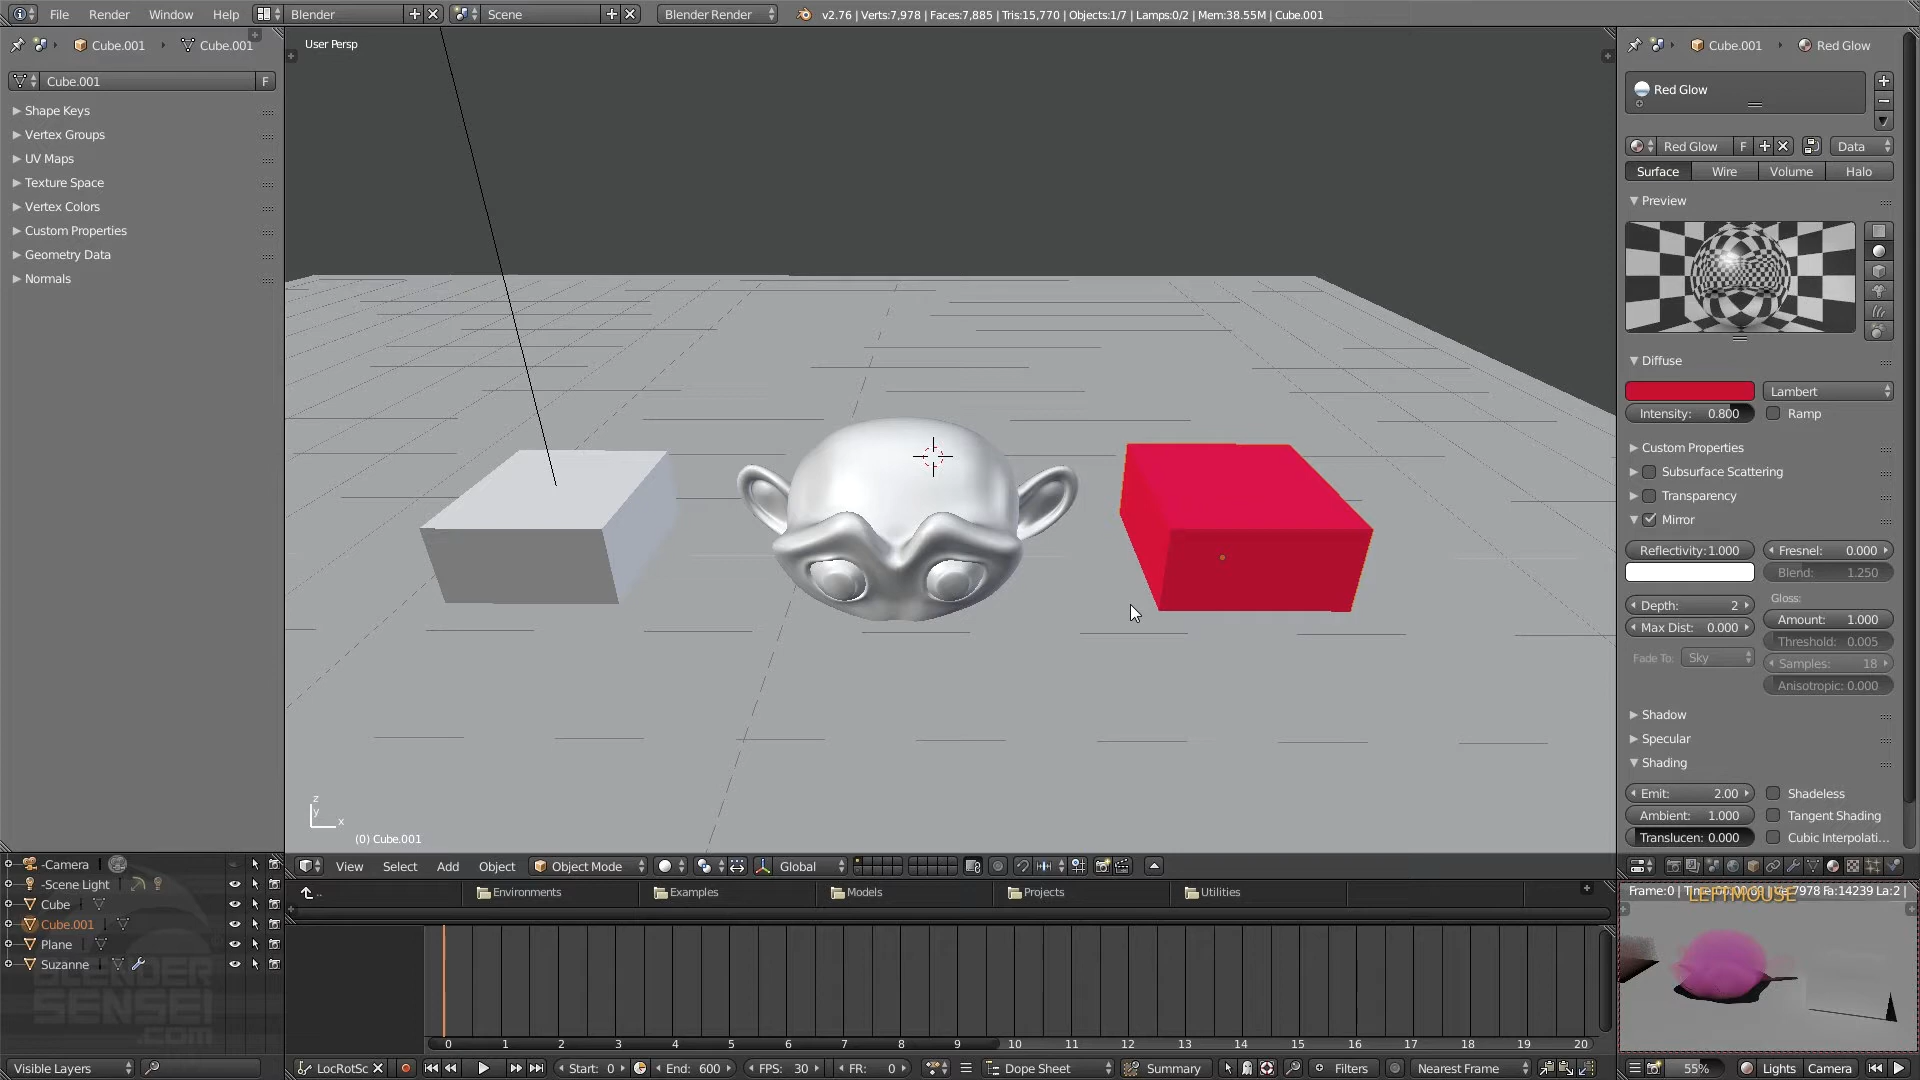 File Render Window Help Blender Scene Blender Render v2.76 | Verts:7,978 | Faces:7,885 | Tris:15,770 | Objects:1/7 | Lamps:0/2 | Mem:38.55M | Cube.001
Cube.001 Cube.001
Cube.001 F
Shape Keys
Vertex Groups
UV Maps
Texture Space
Vertex Colors
Custom Properties
Geometry Data
Normals
User Persp
z
y
x
(0) Cube.001
View Select Add Object Object Mode Global
Cube.001 Red Glow
Red Glow
Red Glow F Data
Surface Wire Volume Halo
Preview
Diffuse
Lambert
Intensity: 0.800 Ramp
Custom Properties
Subsurface Scattering
Transparency
Mirror
Reflectivity: 1.000 Fresnel: 0.000
Blend: 1.250
Gloss:
Depth: 2 Amount: 1.000
Max Dist: 0.000 Threshold: 0.005
Fade To: Sky Samples: 18
Anisotropic: 0.000
Shadow
Specular
Shading
Emit: 2.00 Shadeless
Ambient: 1.000 Tangent Shading
Translucen: 0.000 Cubic Interpolati...
-Camera
-Scene Light
Cube
Cube.001
Plane
Suzanne
BLENDER
SENSEI
.COM
Visible Layers
.. Environments Examples Models Projects Utilities
0 1 2 3 4 5 6 7 8 9 10 11 12 13 14 15 16 17 18 19 20
LocRotSc Start: 0 End: 600 FPS: 30 FR: 0 Dope Sheet Summary Filters Nearest Frame
LEFTMOUSE
55% Lights Camera